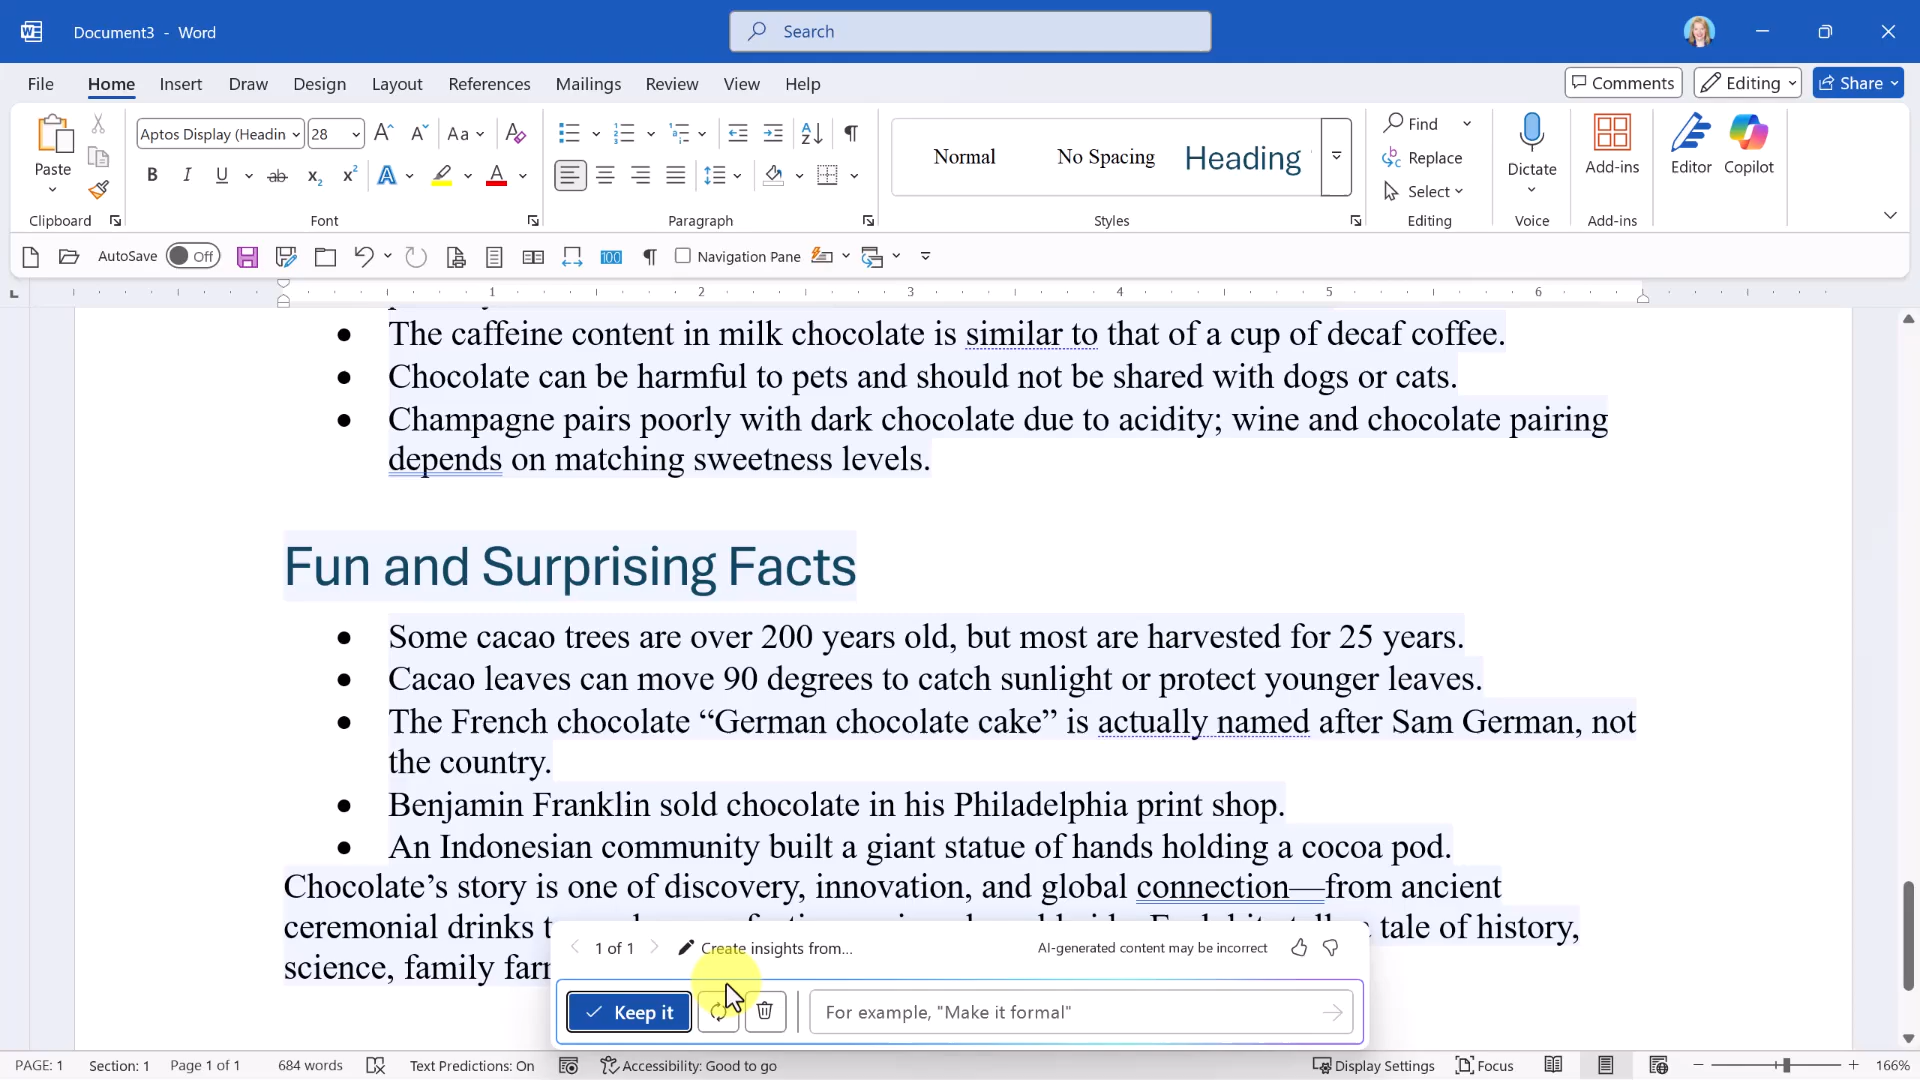 Document3 - Word
Search
File Home Insert Draw Design Layout References Mailings Review View Help
Comments Editing Share
Aptos Display (Headin 28 Aa
Normal No Spacing Heading
Find
Replace
Select
Paste
Dictate Add-ins Editor Copilot
Clipboard Font Paragraph Styles Editing Voice Add-ins
AutoSave Off 100 Navigation Pane
1 2 3 4 5 6
• The caffeine content in milk chocolate is similar to that of a cup of decaf coffee.
• Chocolate can be harmful to pets and should not be shared with dogs or cats.
• Champagne pairs poorly with dark chocolate due to acidity; wine and chocolate pairing
depends on matching sweetness levels.
Fun and Surprising Facts
• Some cacao trees are over 200 years old, but most are harvested for 25 years.
• Cacao leaves can move 90 degrees to catch sunlight or protect younger leaves.
• The French chocolate “German chocolate cake” is actually named after Sam German, not
the country.
• Benjamin Franklin sold chocolate in his Philadelphia print shop.
• An Indonesian community built a giant statue of hands holding a cocoa pod.
Chocolate’s story is one of discovery, innovation, and global connection—from ancient
ceremonial drinks tale of history,
science, family
1 of 1 Create insights from... AI-generated content may be incorrect
Keep it For example, "Make it formal"
PAGE: 1 Section: 1 Page 1 of 1 684 words Text Predictions: On Accessibility: Good to go Display Settings Focus 166%